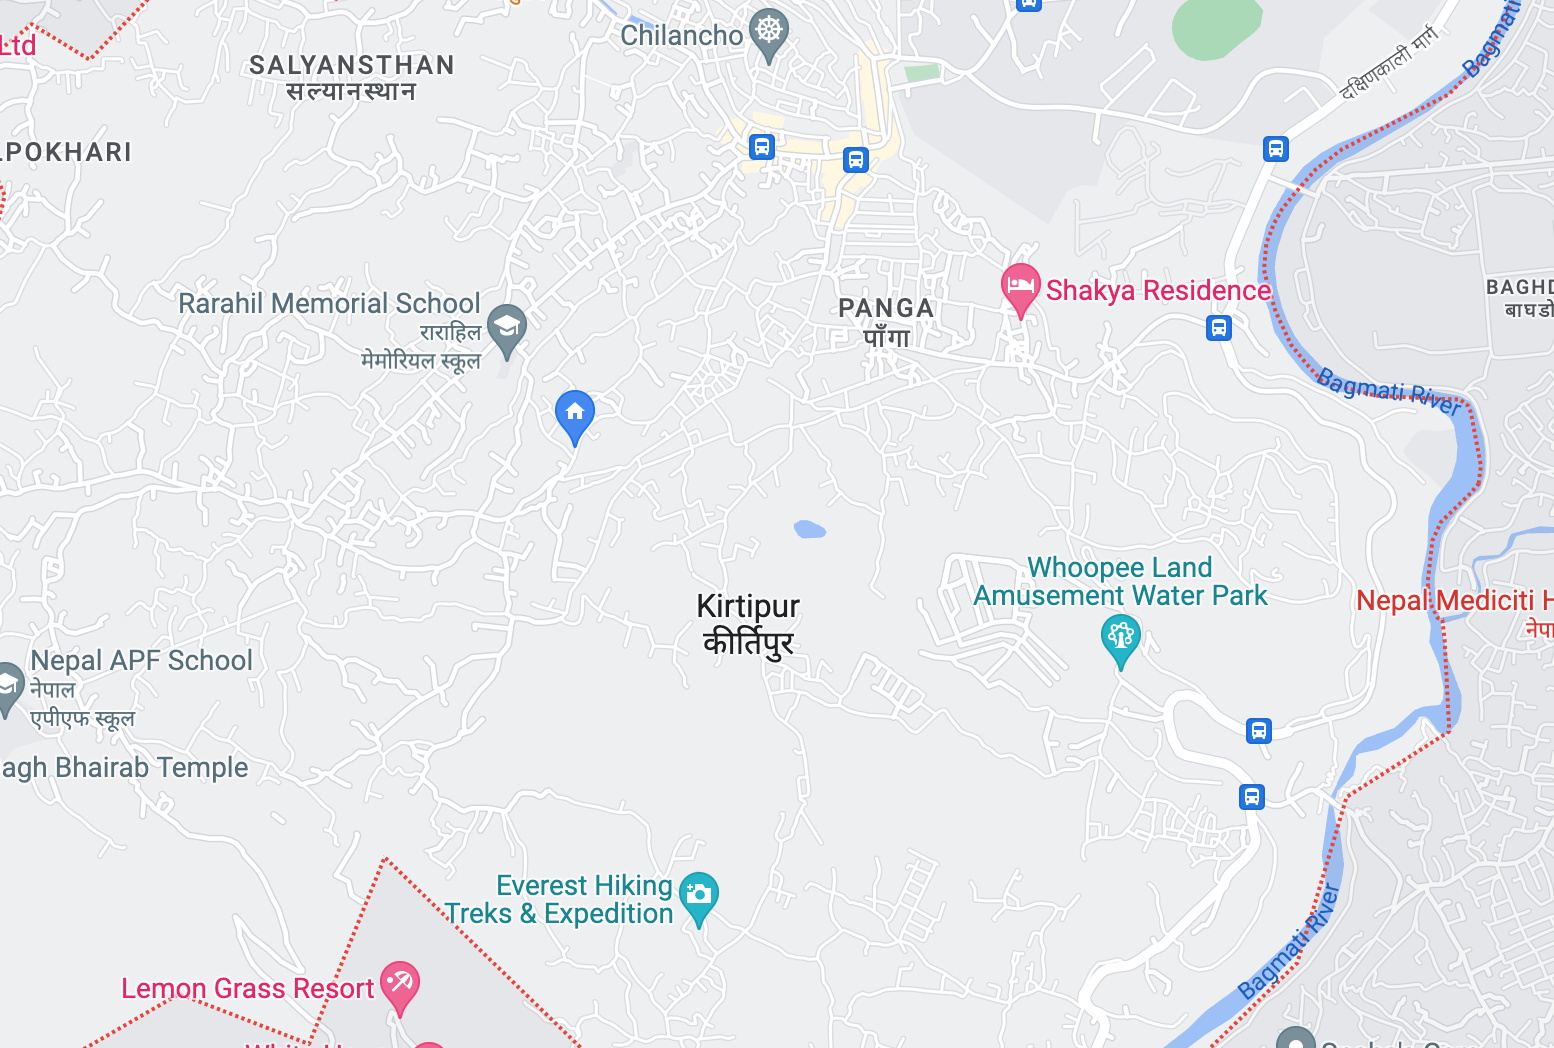 Ltd
Chilancho
SALYANSTHAN
सल्यानस्थान
दक्षिणकाली मार्ग
Bagmati
LPOKHARI
Rarahil Memorial School
राराहिल
मेमोरियल स्कूल
PANGA
पाँगा
Shakya Residence
BAGHD
बाघडो
Bagmati River
Whoopee Land
Amusement Water Park
Kirtipur
कीर्तिपुर
Nepal Mediciti H
नेपा
Nepal APF School
नेपाल
एपीएफ स्कूल
agh Bhairab Temple
Everest Hiking
Treks & Expedition
Bagmati River
Lemon Grass Resort